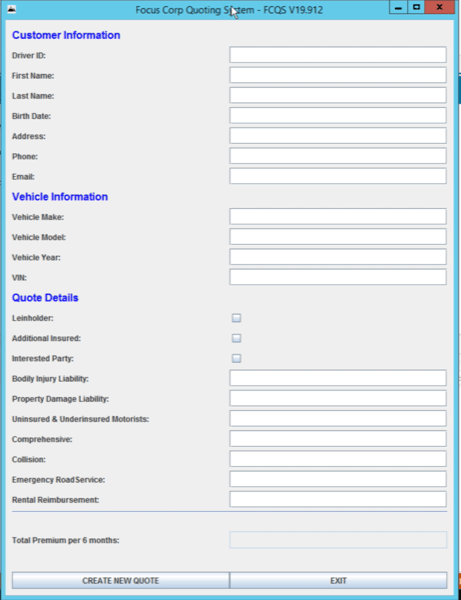 Focus Corp Quoting System - FCQS V19.912
Customer Information
Driver ID:
First Name:
Last Name:
Birth Date:
Address:
Phone:
Email:
Vehicle Information
Vehicle Make:
Vehicle Model:
Vehicle Year:
VIN:
Quote Details
Leinholder:
Additional Insured:
Interested Party:
Bodily Injury Liability:
Property Damage Liability:
Uninsured & Underinsured Motorists:
Comprehensive:
Collision:
Emergency RoadService:
Rental Reimbursement:
Total Premium per 6 months:
CREATE NEW QUOTE EXIT